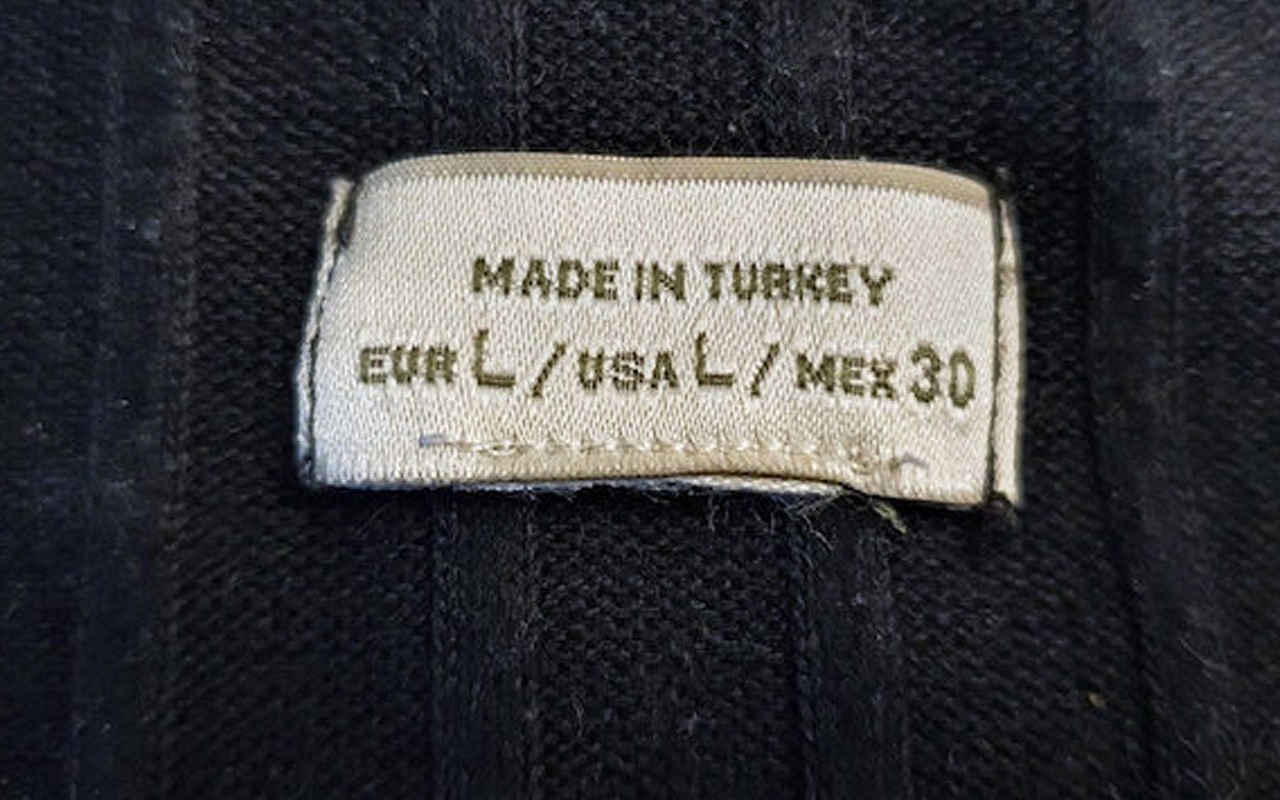 MADE IN TURKEY
EUR L / USA L / MEX 30